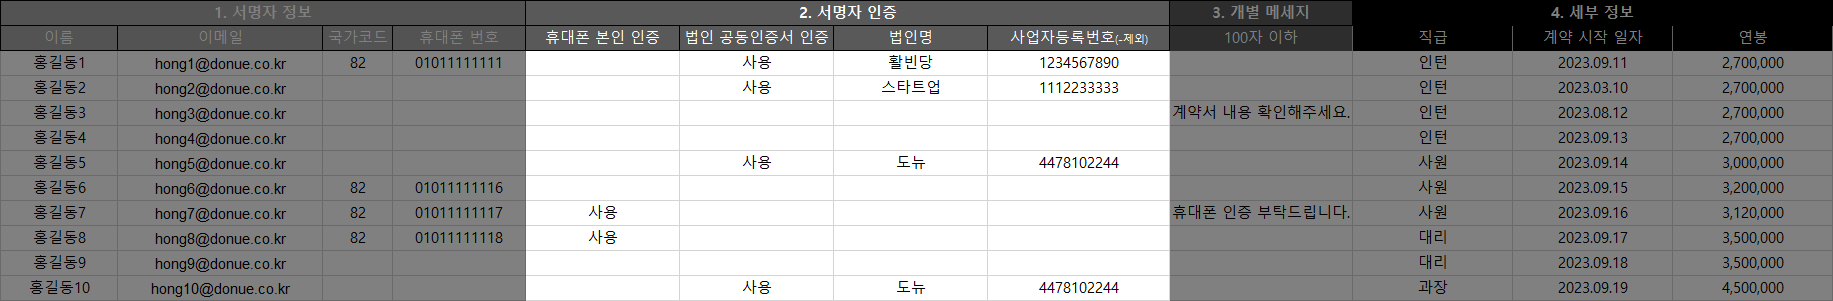 1. 서명자 정보 2. 서명자 인증 3. 개별 메세지 4. 세부 정보
이름 이메일 국가코드 휴대폰 번호 휴대폰 본인 인증 법인 공동인증서 인증 법인명 사업자등록번호(-제외) 100자 이하 직급 계약 시작 일자 연봉
홍길동1 hong1@donue.co.kr 82 01011111111 사용 활빈당 1234567890 인턴 2023.09.11 2,700,000
홍길동2 hong2@donue.co.kr 사용 스타트업 1112233333 인턴 2023.03.10 2,700,000
홍길동3 hong3@donue.co.kr 계약서 내용 확인해주세요. 인턴 2023.08.12 2,700,000
홍길동4 hong4@donue.co.kr 인턴 2023.09.13 2,700,000
홍길동5 hong5@donue.co.kr 사용 도뉴 4478102244 사원 2023.09.14 3,000,000
홍길동6 hong6@donue.co.kr 82 01011111116 사원 2023.09.15 3,200,000
홍길동7 hong7@donue.co.kr 82 01011111117 사용 휴대폰 인증 부탁드립니다. 사원 2023.09.16 3,120,000
홍길동8 hong8@donue.co.kr 82 01011111118 사용 대리 2023.09.17 3,500,000
홍길동9 hong9@donue.co.kr 대리 2023.09.18 3,500,000
홍길동10 hong10@donue.co.kr 사용 도뉴 4478102244 과장 2023.09.19 4,500,000